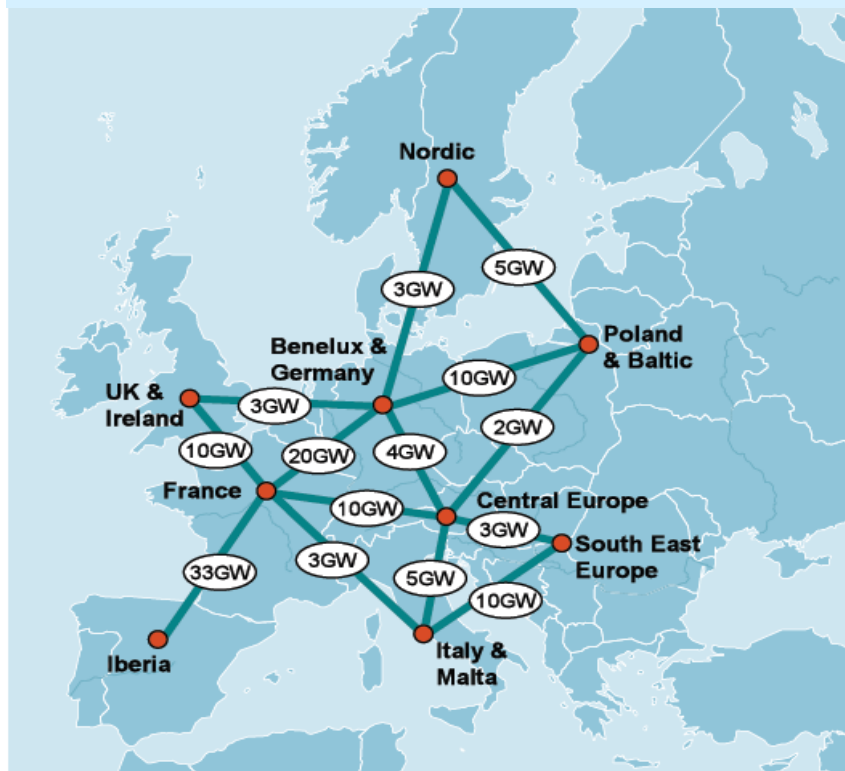 Nordic
5GW
3GW
Poland
& Baltic
Benelux &
Germany
10GW
UK &
Ireland
3GW
2GW
10GW
20GW
4GW
France
Central Europe
10GW
3GW
South East
Europe
3GW
33GW
5GW
10GW
Iberia
Italy &
Malta